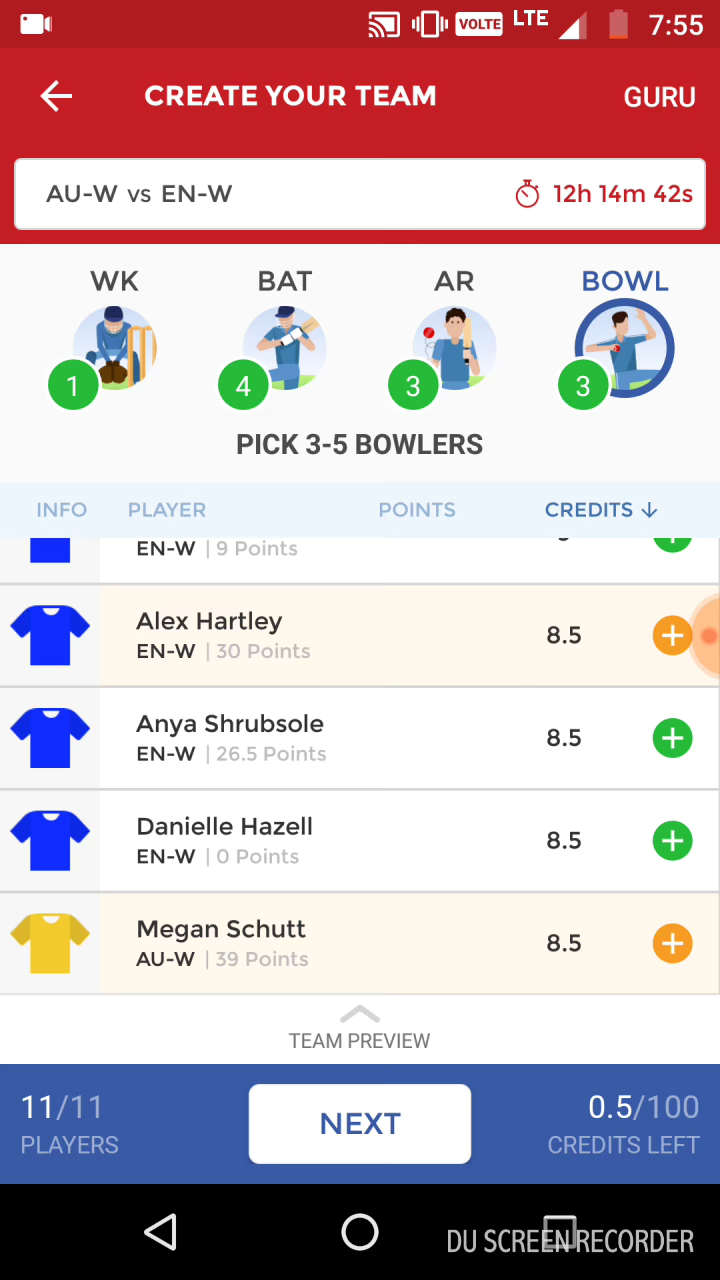 VOLTE LTE 7:55
CREATE YOUR TEAM GURU
AU-W vs EN-W 12h 14m 42s
WK BAT AR BOWL
1 4 3 3
PICK 3-5 BOWLERS
INFO PLAYER POINTS CREDITS ↓
EN-W | 9 Points
Alex Hartley
EN-W | 30 Points 8.5 +
Anya Shrubsole
EN-W | 26.5 Points 8.5 +
Danielle Hazell
EN-W | 0 Points 8.5 +
Megan Schutt
AU-W | 39 Points 8.5 +
TEAM PREVIEW
11/11 NEXT 0.5/100
PLAYERS CREDITS LEFT
DU SCREEN RECORDER